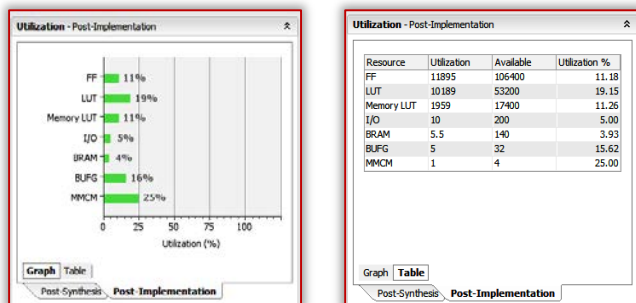 Utilization - Post-Implementation
FF 11%
LUT 19%
Memory LUT 11%
I/O 5%
BRAM 4%
BUFG 16%
MMCM 25%
0 25 50 75 100
Utilization (%)
Graph Table
Post-Synthesis Post-Implementation
Utilization - Post-Implementation
Resource Utilization Available Utilization %
FF 11895 106400 11.18
LUT 10189 53200 19.15
Memory LUT 1959 17400 11.26
I/O 10 200 5.00
BRAM 5.5 140 3.93
BUFG 5 32 15.62
MMCM 1 4 25.00
Graph Table
Post-Synthesis Post-Implementation